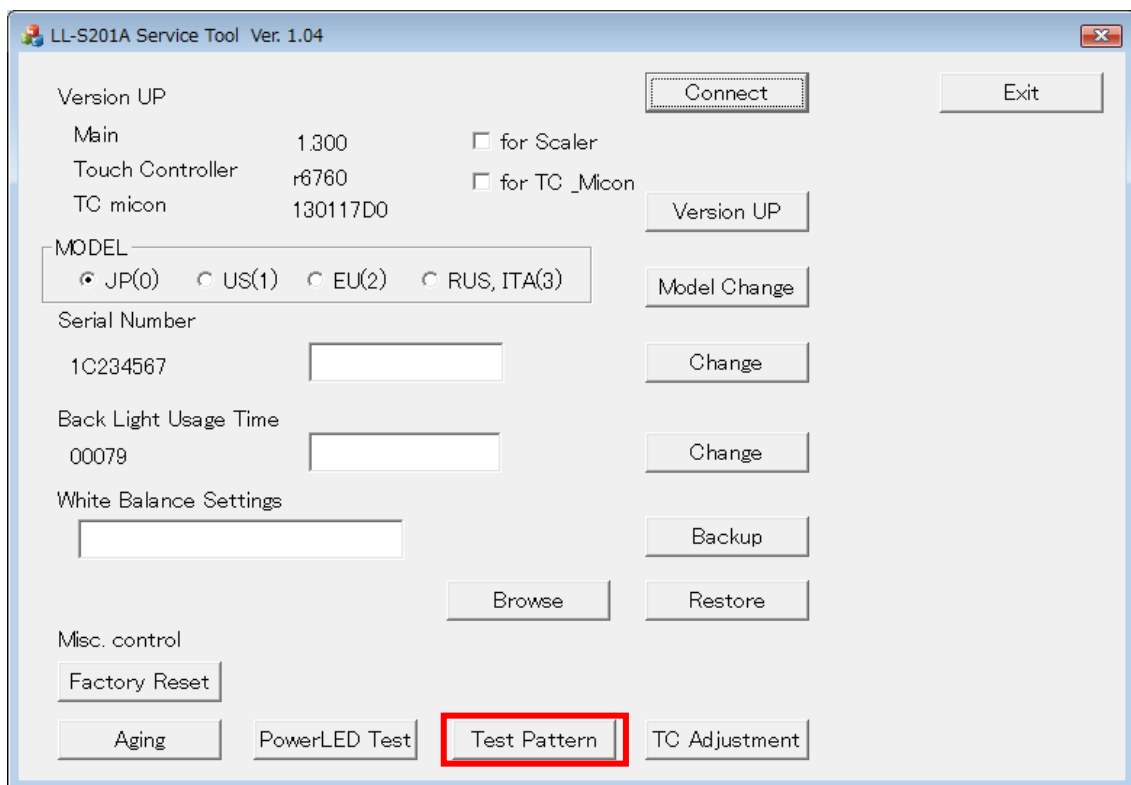 LL-S201A Service Tool Ver. 1.04
Version UP
Connect
Exit
Main 1.300
for Scaler
Touch Controller r6760
for TC _Micon
TC micon 130117D0
Version UP
MODEL
JP(0) US(1) EU(2) RUS, ITA(3)
Model Change
Serial Number
1C234567
Change
Back Light Usage Time
00079
Change
White Balance Settings
Backup
Browse
Restore
Misc. control
Factory Reset
Aging
PowerLED Test
Test Pattern
TC Adjustment